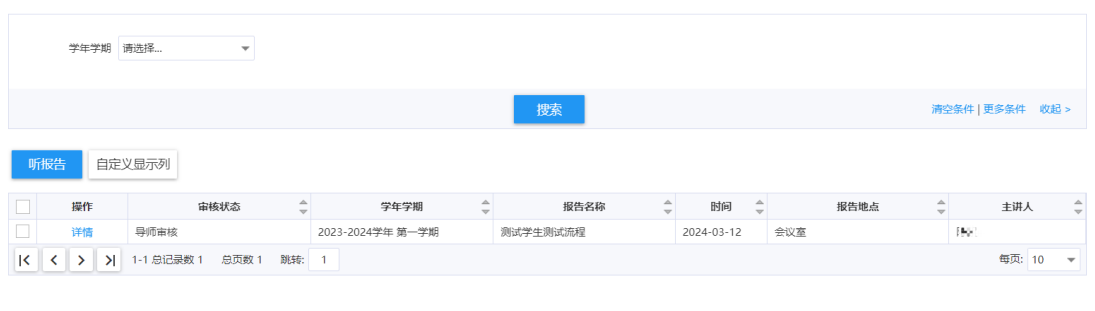 学年学期 请选择...
搜索 清空条件 | 更多条件 收起 >
听报告 自定义显示列
操作 审核状态 学年学期 报告名称 时间 报告地点 主讲人
详情 导师审核 2023-2024学年 第一学期 测试学生测试流程 2024-03-12 会议室
1-1 总记录数 1 总页数 1 跳转: 1 每页: 10